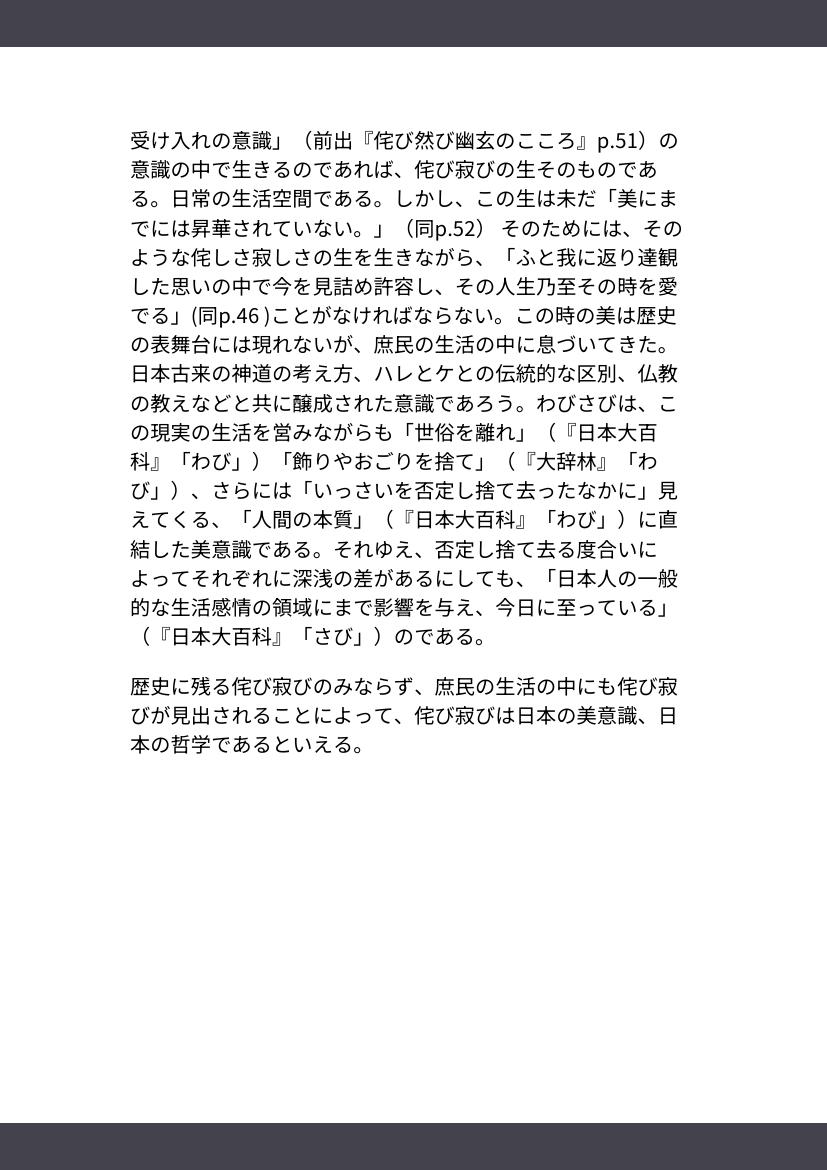 受け入れの意識」（前出『侘び然び幽玄のこころ』p.51）の
意識の中で生きるのであれば、侘び寂びの生そのものであ
る。日常の生活空間である。しかし、この生は未だ「美にま
でには昇華されていない。」（同p.52） そのためには、その
ような侘しさ寂しさの生を生きながら、「ふと我に返り達観
した思いの中で今を見詰め許容し、その人生乃至その時を愛
でる」(同p.46 )ことがなければならない。この時の美は歴史
の表舞台には現れないが、庶民の生活の中に息づいてきた。
日本古来の神道の考え方、ハレとケとの伝統的な区別、仏教
の教えなどと共に醸成された意識であろう。わびさびは、こ
の現実の生活を営みながらも「世俗を離れ」（『日本大百
科』「わび」）「飾りやおごりを捨て」（『大辞林』「わ
び」）、さらには「いっさいを否定し捨て去ったなかに」見
えてくる、「人間の本質」（『日本大百科』「わび」）に直
結した美意識である。それゆえ、否定し捨て去る度合いに
よってそれぞれに深浅の差があるにしても、「日本人の一般
的な生活感情の領域にまで影響を与え、今日に至っている」
（『日本大百科』「さび」）のである。
歴史に残る侘び寂びのみならず、庶民の生活の中にも侘び寂
びが見出されることによって、侘び寂びは日本の美意識、日
本の哲学であるといえる。